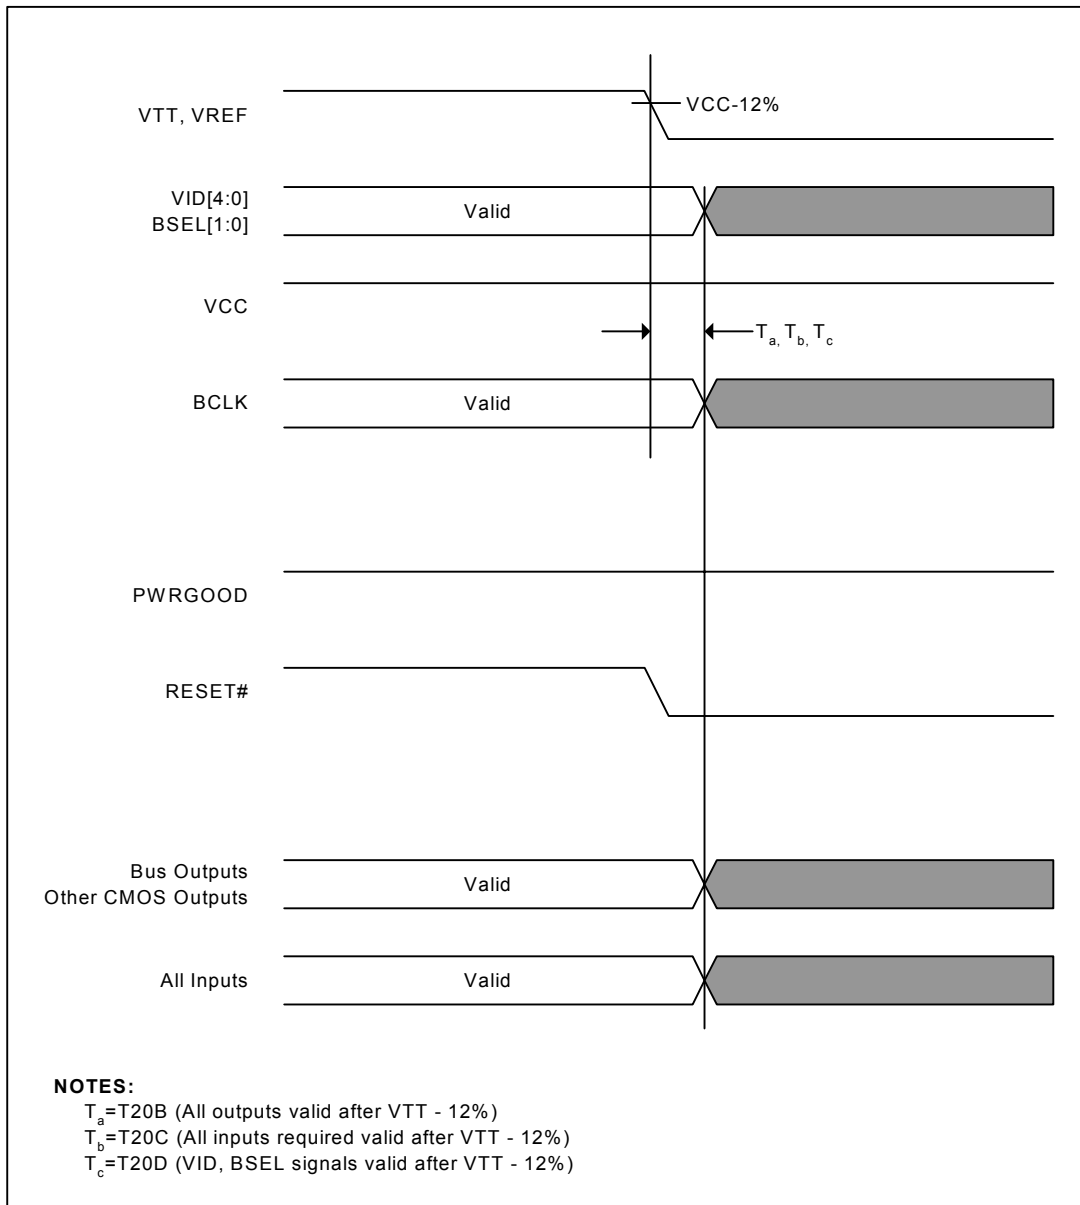 VTT, VREF
VCC-12%
VID[4:0]
BSEL[1:0]
Valid
VCC
Ta, Tb, Tc
BCLK
Valid
PWRGOOD
RESET#
Bus Outputs
Other CMOS Outputs
Valid
All Inputs
Valid
NOTES:
Ta=T20B (All outputs valid after VTT - 12%)
Tb=T20C (All inputs required valid after VTT - 12%)
Tc=T20D (VID, BSEL signals valid after VTT - 12%)